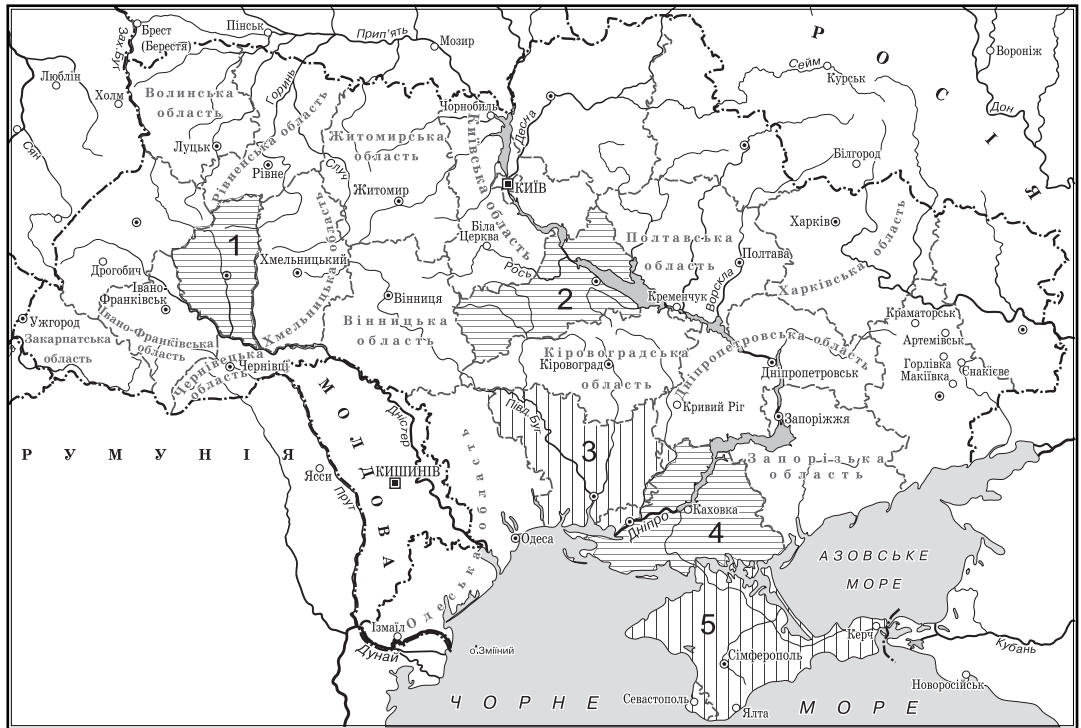 Брест
(Берестя)
Пінськ
Прип'ять
Мозир
Р О С І Я
Воронiж
Зах.Буг
Люблін
Холм
Волинська
область
Горинь
Чорнобиль
Десна
Сейм
Курськ
Дон
Сян
Луцьк
Рівненська область
Рівне
Случ
Житомирська
область
Житомир
Київська область
КИЇВ
Білгород
Харків
Харківська область
1
Дрогобич
Івано-
Франківськ
Хмельницький
Хмельницька область
Біла
Церква
Рось
Полтавська
область
Полтава
Ворскла
2
Кременчук
Ужгород
Закарпатська
область
Івано-Франківська
область
Чернівецька
область
Чернівці
Вінниця
Вінницька
область
Кіровоградська
Кіровоград
область
Дніпропетровська область
Дніпропетровськ
Краматорськ
Артемівськ
Горлівка
Макіївка
Єнакієве
Кривий Ріг
Запоріжжя
Запорізька
область
Півд.Буг
3
Дністер
М О Л Д О В А
Р У М У Н І Я
Ясси
Прут
КИШИНІВ
Одеська
область
Одеса
Дніпро
Каховка
4
А З О В С Ь К Е
М О Р Е
5
Керч
Кубань
Ізмаїл
Дунай
о.Зміїний
Сімферополь
Севастополь
Ялта
Новоросійськ
Ч О Р Н Е М О Р Е